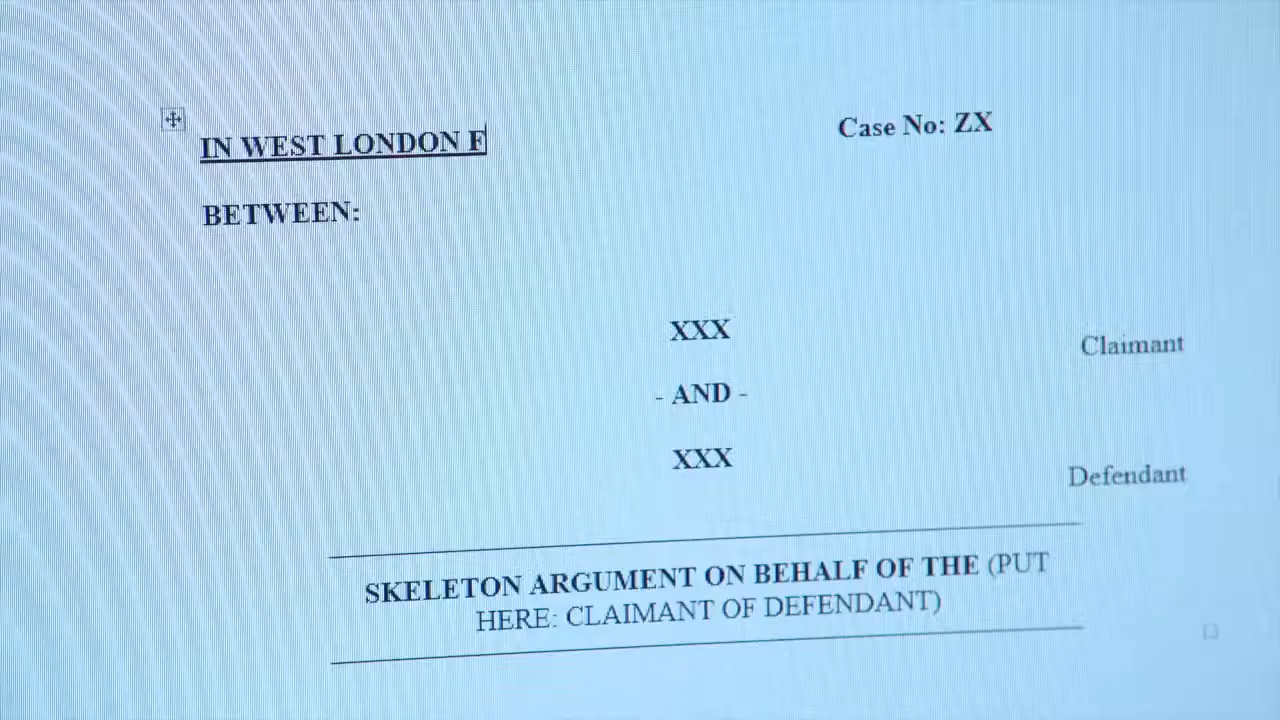 IN WEST LONDON F
Case No: ZX
BETWEEN:
XXX
Claimant
- AND -
XXX
Defendant
SKELETON ARGUMENT ON BEHALF OF THE (PUT
HERE: CLAIMANT OF DEFENDANT)